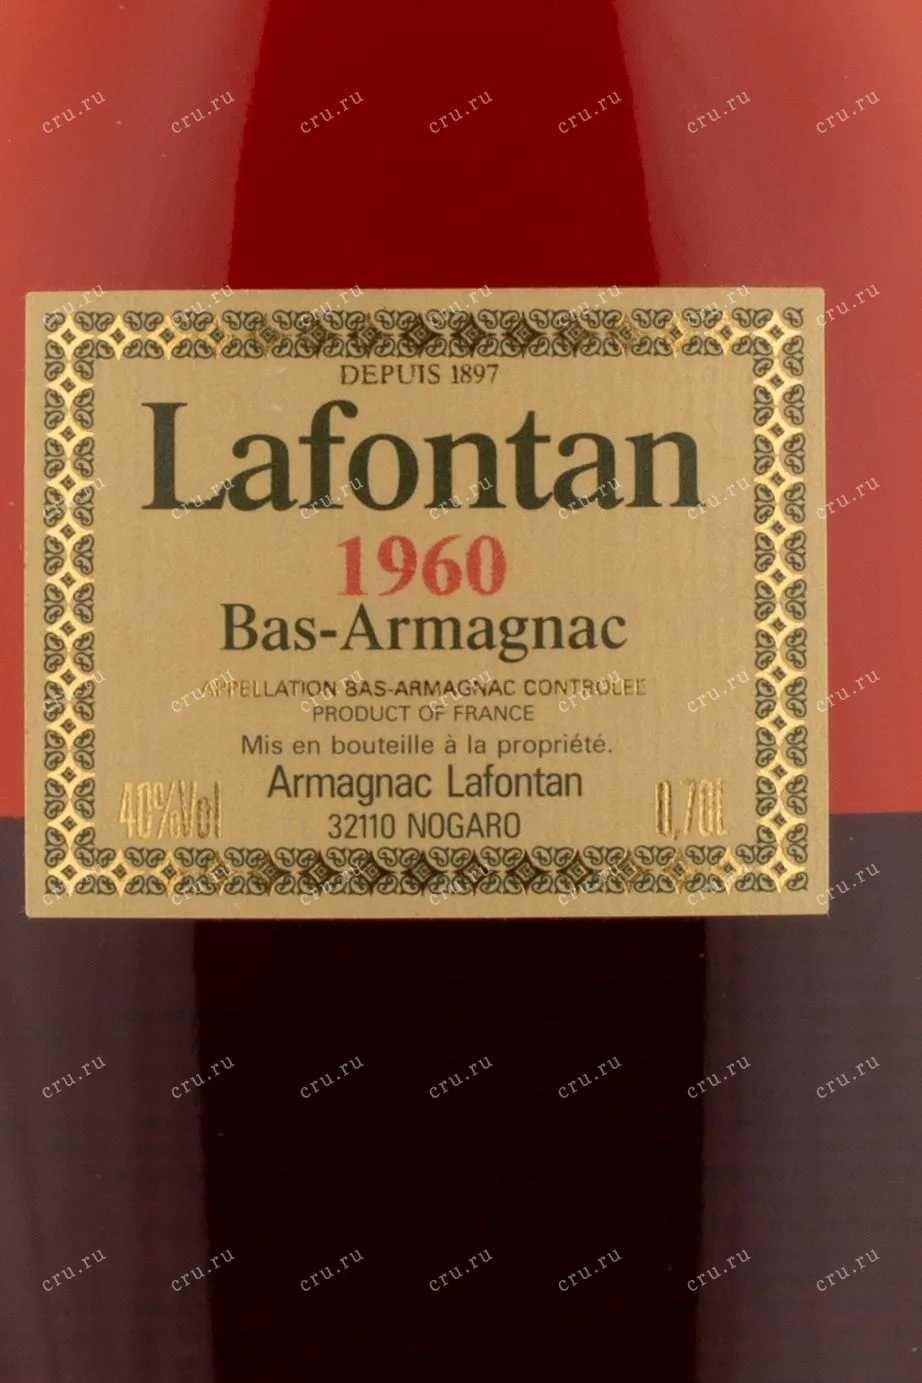 DEPUIS 1897
Lafontan
1960
Bas-Armagnac
APPELLATION BAS-ARMAGNAC CONTROLEE
PRODUCT OF FRANCE
Mis en bouteille à la propriété.
Armagnac Lafontan
40%Vol
32110 NOGARO
0,70L
cru.ru